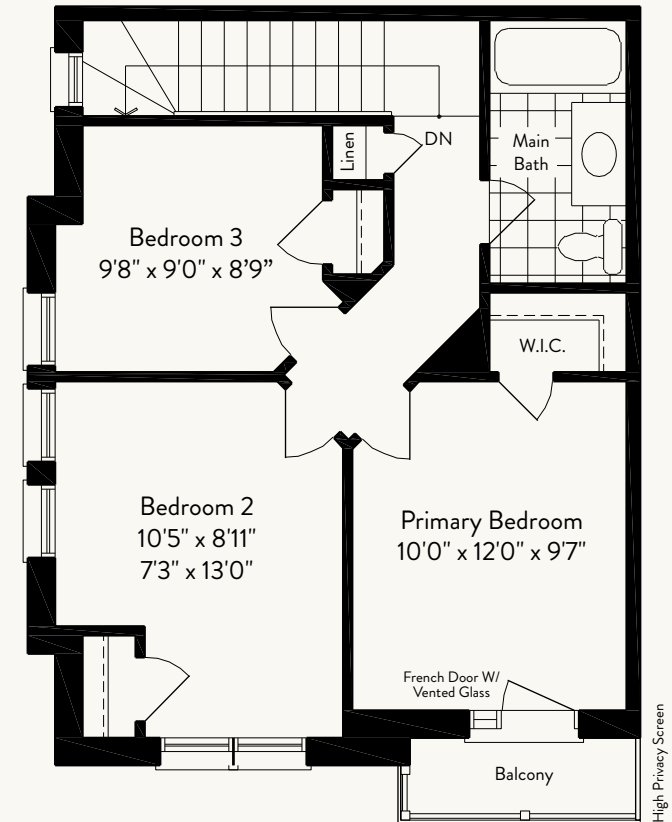 Linen
DN
Main
Bath
Bedroom 3
9'8" x 9'0" x 8’9”
W.I.C.
Bedroom 2
10'5" x 8'11"
7'3" x 13'0"
Primary Bedroom
10'0" x 12'0" x 9'7"
French Door W/
Vented Glass
Balcony
High Privacy Screen